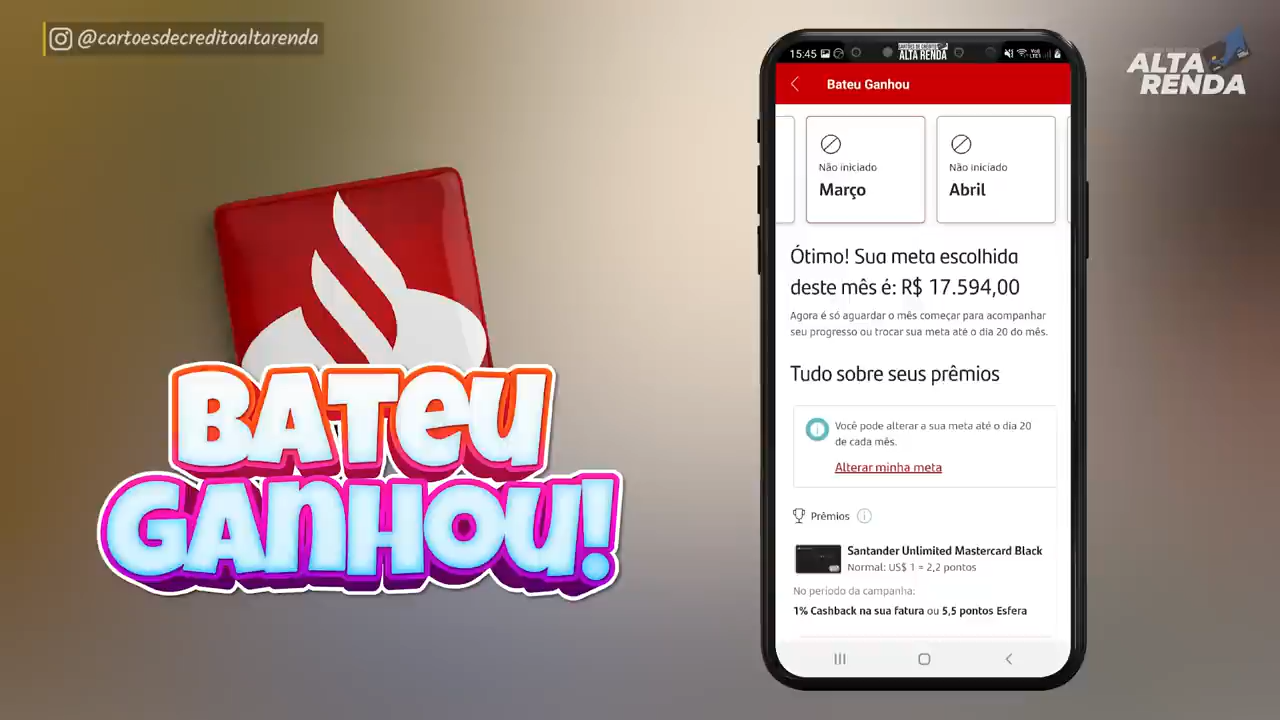 @cartoesdecreditoaltarenda
ALTA
RENDA
BATEU
GANHOU!
15:45
CARTÕES DE CRÉDITO
ALTA RENDA
Bateu Ganhou
Não iniciado
Março
Não iniciado
Abril
Ótimo! Sua meta escolhida
deste mês é: R$ 17.594,00
Agora é só aguardar o mês começar para acompanhar
seu progresso ou trocar sua meta até o dia 20 do mês.
Tudo sobre seus prêmios
Você pode alterar a sua meta até o dia 20
de cada mês.
Alterar minha meta
Prêmios
Santander Unlimited Mastercard Black
Normal: US$ 1 = 2,2 pontos
No período da campanha:
1% Cashback na sua fatura ou 5,5 pontos Esfera